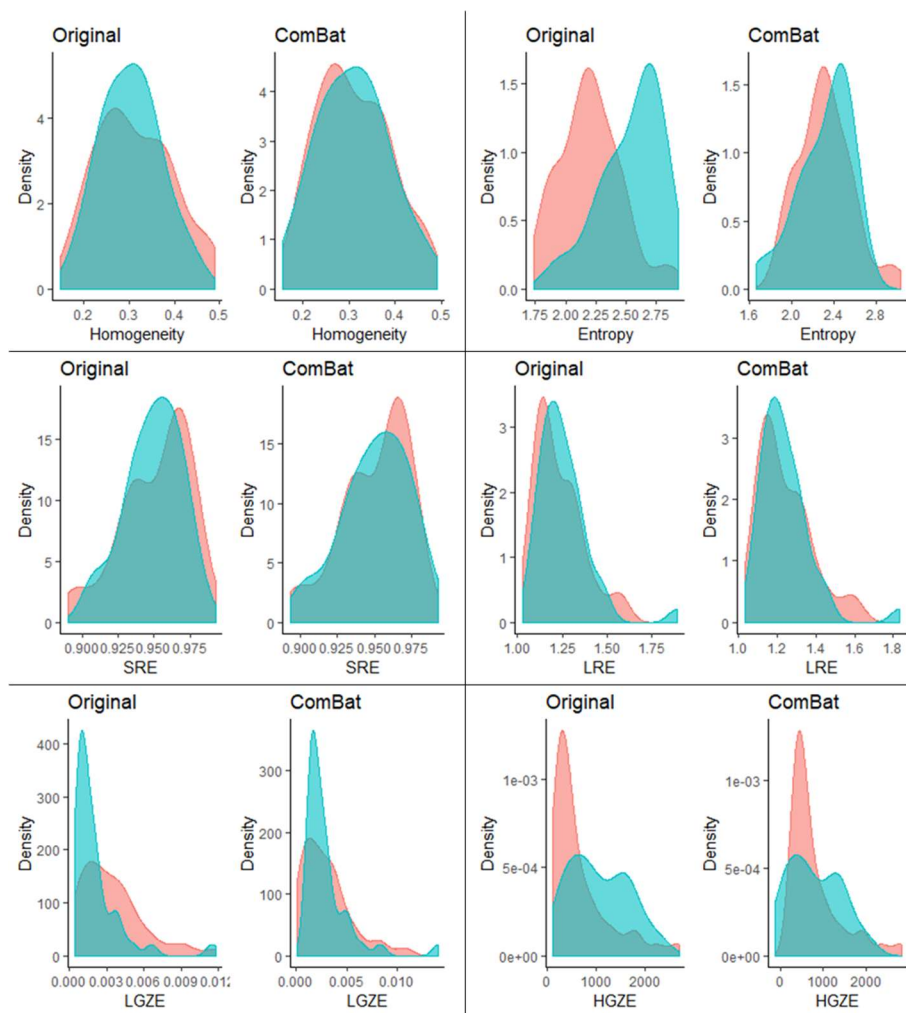 Original
ComBat
Original
ComBat
Density
4
2
0
0.2 0.3 0.4 0.5
Homogeneity
Density
4
3
2
1
0
0.2 0.3 0.4 0.5
Homogeneity
Density
1.5
1.0
0.5
0.0
1.75 2.00 2.25 2.50 2.75
Entropy
Density
1.5
1.0
0.5
0.0
1.6 2.0 2.4 2.8
Entropy
Original
ComBat
Original
ComBat
Density
15
10
5
0
0.900 0.925 0.950 0.975
SRE
Density
15
10
5
0
0.900 0.925 0.950 0.975
SRE
Density
3
2
1
0
1.00 1.25 1.50 1.75
LRE
Density
3
2
1
0
1.0 1.2 1.4 1.6 1.8
LRE
Original
ComBat
Original
ComBat
Density
400
300
200
100
0
0.000 0.003 0.006 0.009 0.012
LGZE
Density
300
200
100
0
0.000 0.005 0.010
LGZE
Density
1e-03
5e-04
0e+00
0 1000 2000
HGZE
Density
1e-03
5e-04
0e+00
0 1000 2000
HGZE